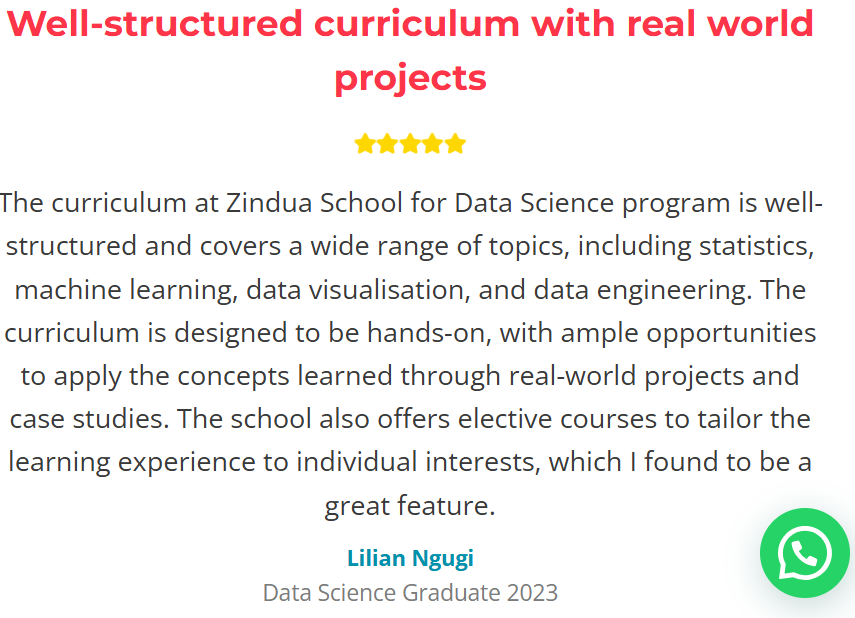 Well-structured curriculum with real world
projects
The curriculum at Zindua School for Data Science program is well-
structured and covers a wide range of topics, including statistics,
machine learning, data visualisation, and data engineering. The
curriculum is designed to be hands-on, with ample opportunities
to apply the concepts learned through real-world projects and
case studies. The school also offers elective courses to tailor the
learning experience to individual interests, which I found to be a
great feature.
Lilian Ngugi
Data Science Graduate 2023